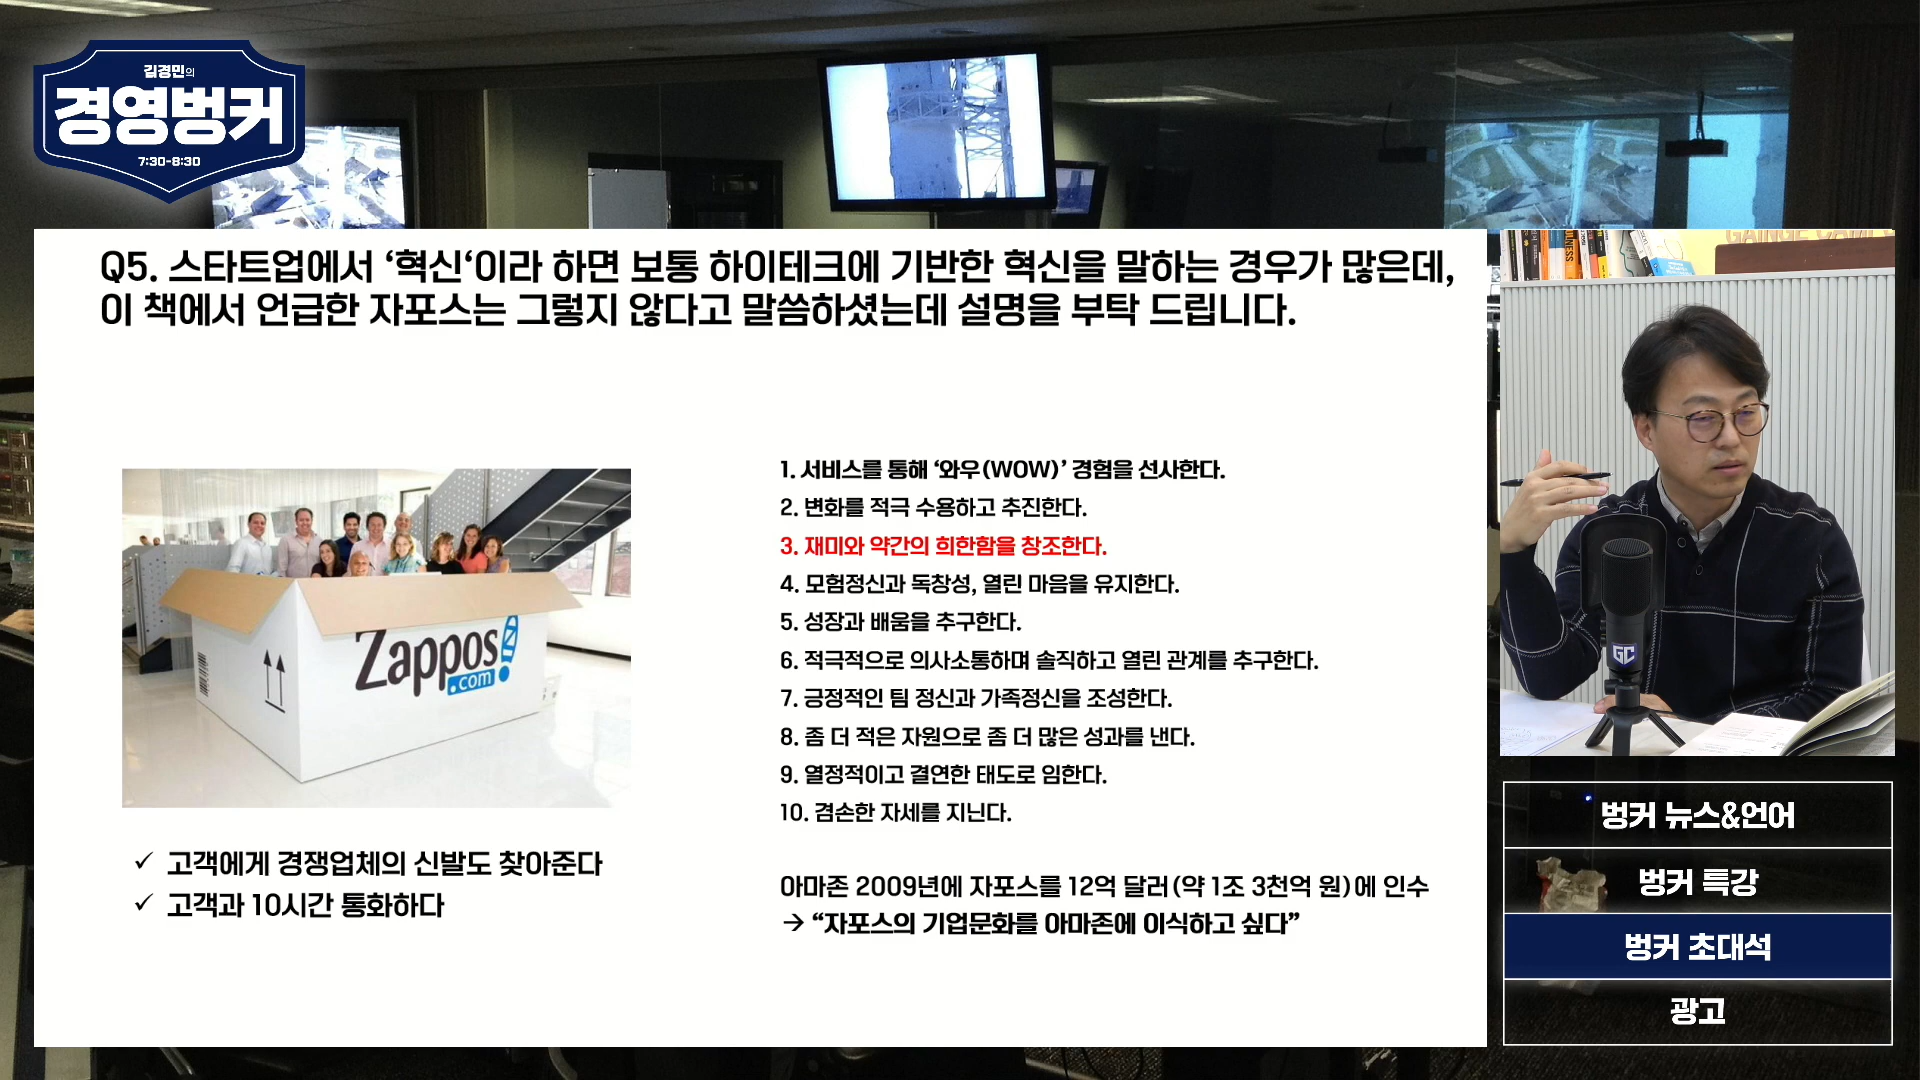 김경민의
경영벙커
7:30-8:30
Q5. 스타트업에서 ‘혁신‘이라 하면 보통 하이테크에 기반한 혁신을 말하는 경우가 많은데,
이 책에서 언급한 자포스는 그렇지 않다고 말씀하셨는데 설명을 부탁 드립니다.
Zappos
.com
✓ 고객에게 경쟁업체의 신발도 찾아준다
✓ 고객과 10시간 통화하다
1. 서비스를 통해 ‘와우(WOW)’ 경험을 선사한다.
2. 변화를 적극 수용하고 추진한다.
3. 재미와 약간의 희한함을 창조한다.
4. 모험정신과 독창성, 열린 마음을 유지한다.
5. 성장과 배움을 추구한다.
6. 적극적으로 의사소통하며 솔직하고 열린 관계를 추구한다.
7. 긍정적인 팀 정신과 가족정신을 조성한다.
8. 좀 더 적은 자원으로 좀 더 많은 성과를 낸다.
9. 열정적이고 결연한 태도로 임한다.
10. 겸손한 자세를 지닌다.
아마존 2009년에 자포스를 12억 달러(약 1조 3천억 원)에 인수
→ “자포스의 기업문화를 아마존에 이식하고 싶다”
GC
벙커 뉴스&언어
벙커 특강
벙커 초대석
광고